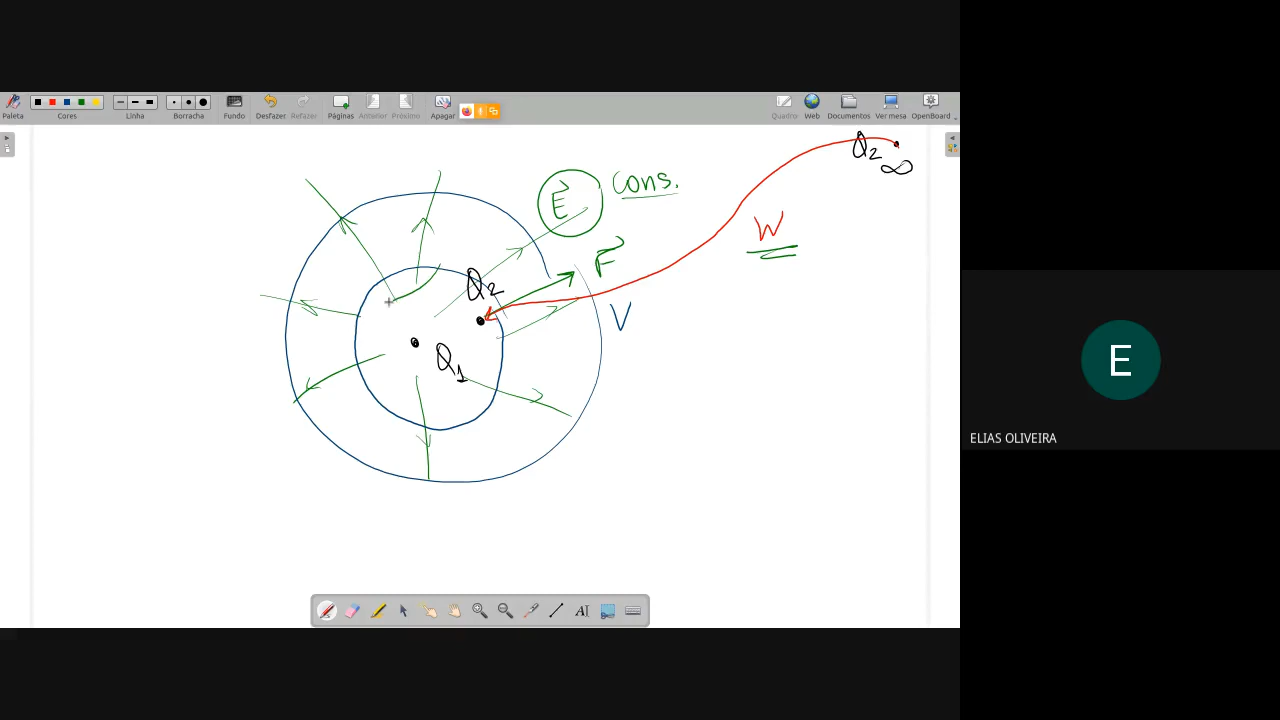 Paleta Cores Linha Borracha Fundo Desfazer Refazer Páginas Anterior Próximo Apagar Quadro Web Documentos Ver mesa OpenBoard
Q2
∞
E cons.
W
F
Q2
V
Q1
E
ELIAS OLIVEIRA
AI